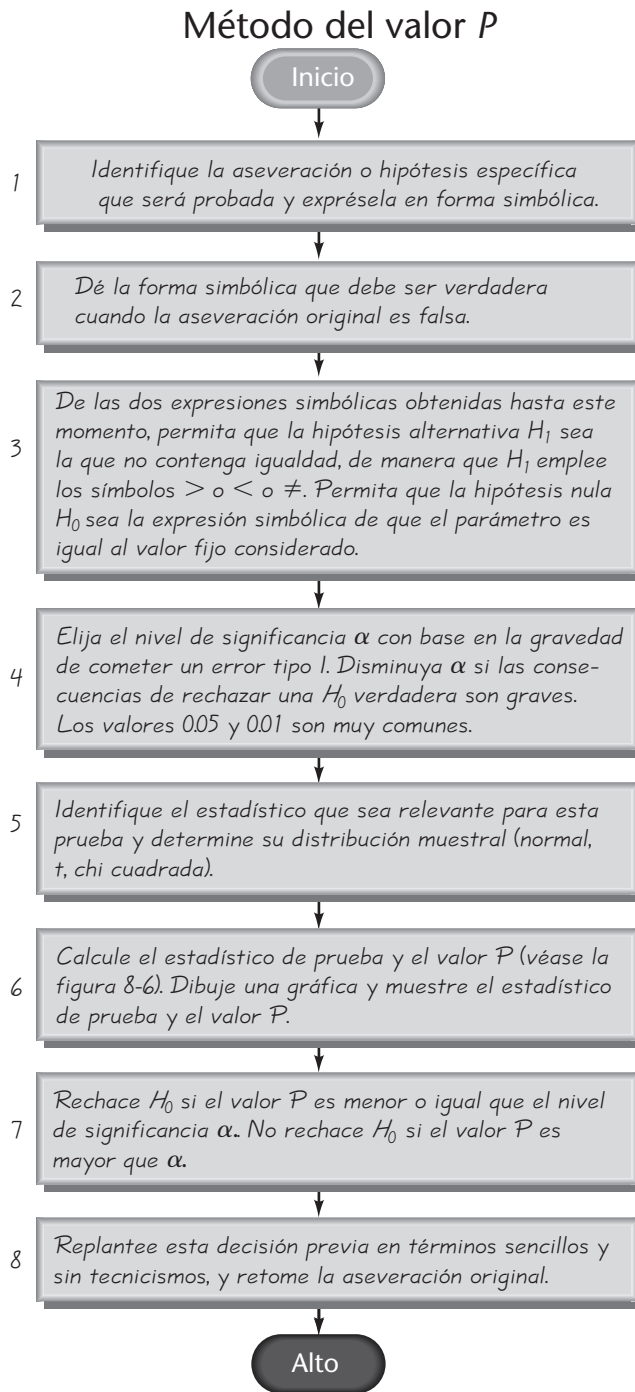 Método del valor P
Inicio
1
Identifique la aseveración o hipótesis específica
que será probada y exprésela en forma simbólica.
2
Dé la forma simbólica que debe ser verdadera
cuando la aseveración original es falsa.
3
De las dos expresiones simbólicas obtenidas hasta este
momento, permita que la hipótesis alternativa H₁ sea
la que no contenga igualdad, de manera que H₁ emplee
los símbolos > o < o ≠. Permita que la hipótesis nula
H₀ sea la expresión simbólica de que el parámetro es
igual al valor fijo considerado.
4
Elija el nivel de significancia α con base en la gravedad
de cometer un error tipo I. Disminuya α si las conse-
cuencias de rechazar una H₀ verdadera son graves.
Los valores 0.05 y 0.01 son muy comunes.
5
Identifique el estadístico que sea relevante para esta
prueba y determine su distribución muestral (normal,
t, chi cuadrada).
6
Calcule el estadístico de prueba y el valor P (véase la
figura 8-6). Dibuje una gráfica y muestre el estadístico
de prueba y el valor P.
7
Rechace H₀ si el valor P es menor o igual que el nivel
de significancia α.. No rechace H₀ si el valor P es
mayor que α.
8
Replantee esta decisión previa en términos sencillos y
sin tecnicismos, y retome la aseveración original.
Alto